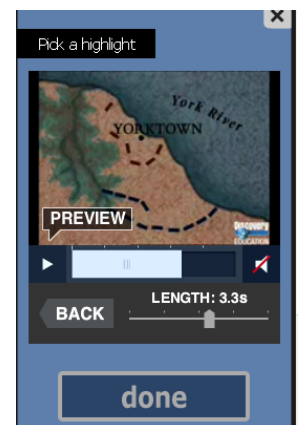 Pick a highlight
York River
YORKTOWN
PREVIEW
Discovery
EDUCATION
LENGTH: 3.3s
BACK
done